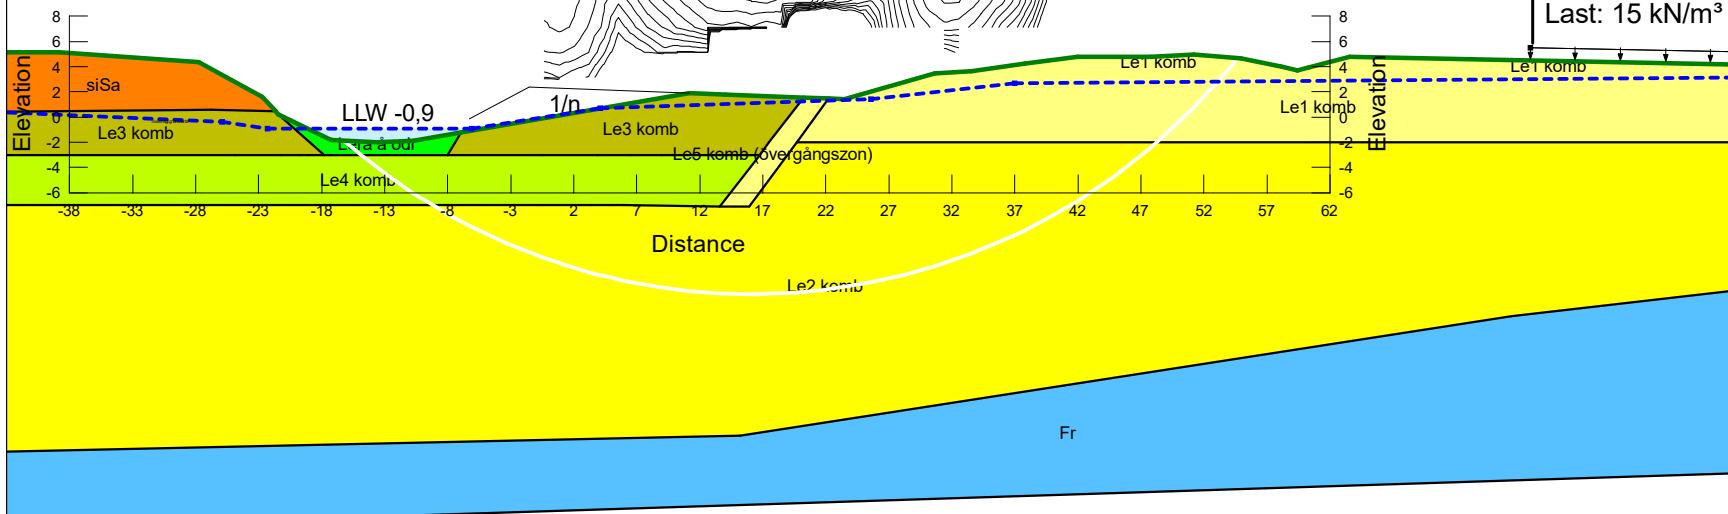 Last: 15 kN/m³
8
6
4
2
0
-2
-4
-6
Elevation
8
6
4
2
0
-2
-4
-6
Elevation
siSa
Le3 komb
LLW -0,9
1/n
Le3 komb
Le1 komb
Le1 komb
Le1 komb
Le5 komb (övergångszon)
Le4 komb
-38 -33 -28 -23 -18 -13 -8 -3 2 7 12 17 22 27 32 37 42 47 52 57 62
Distance
Le2 komb
Fr